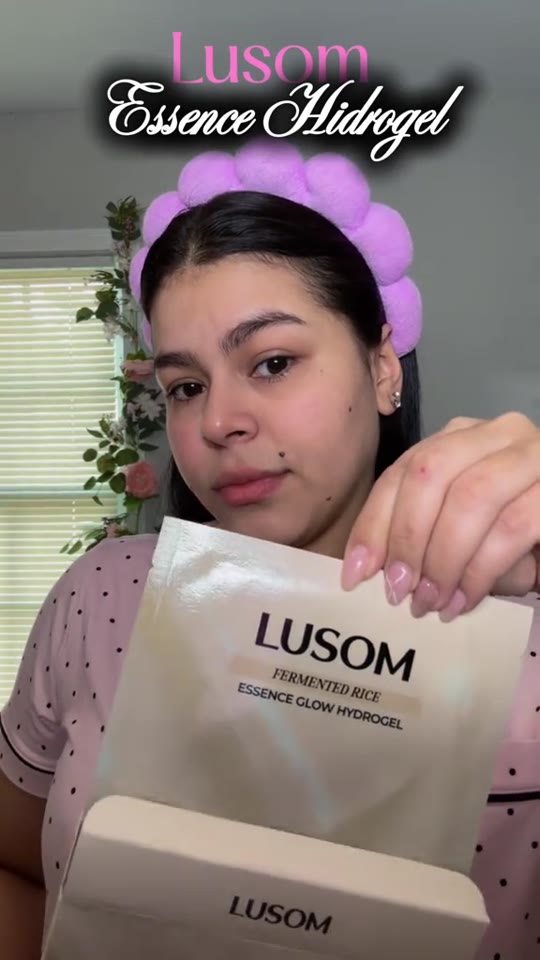 Lusom
Essence Hidrogel
LUSOM
FERMENTED RICE
ESSENCE GLOW HYDROGEL
LUSOM